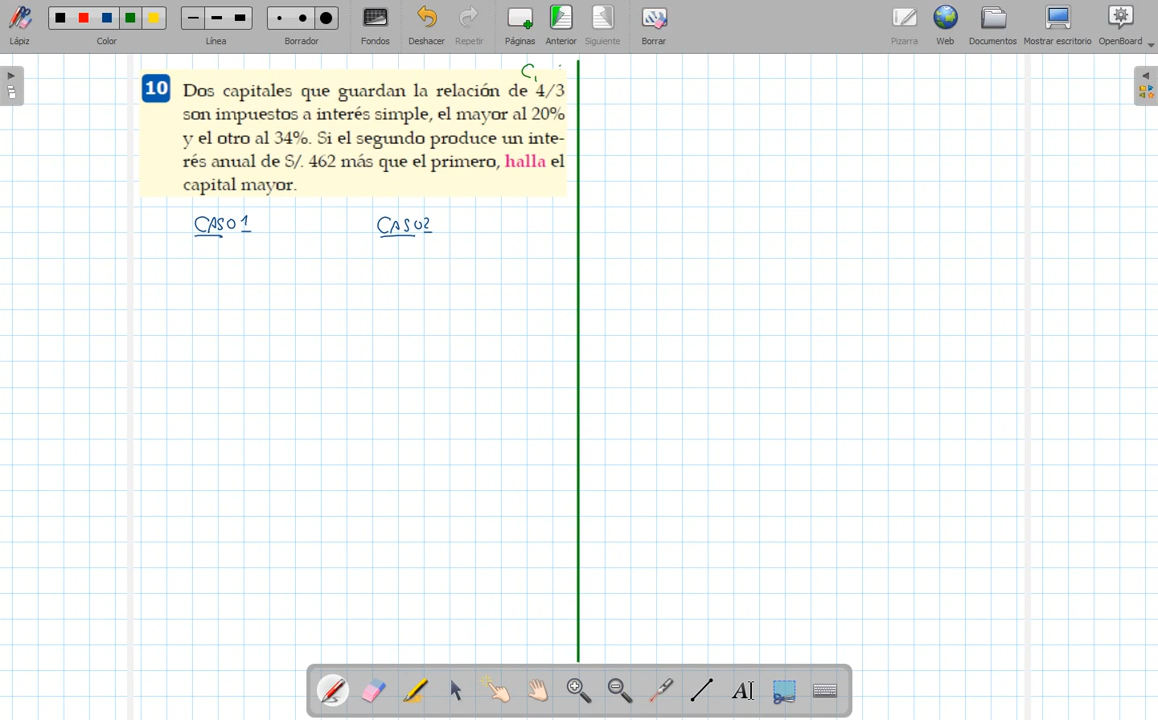 Lápiz
Color
Línea
Borrador
Fondos
Deshacer
Repetir
Páginas
Anterior
Siguiente
Borrar
Pizarra
Web
Documentos
Mostrar escritorio
OpenBoard
C₁
10 Dos capitales que guardan la relación de 4/3
son impuestos a interés simple, el mayor al 20%
y el otro al 34%. Si el segundo produce un inte-
rés anual de S/. 462 más que el primero, halla el
capital mayor.
CASO 1
CASO2